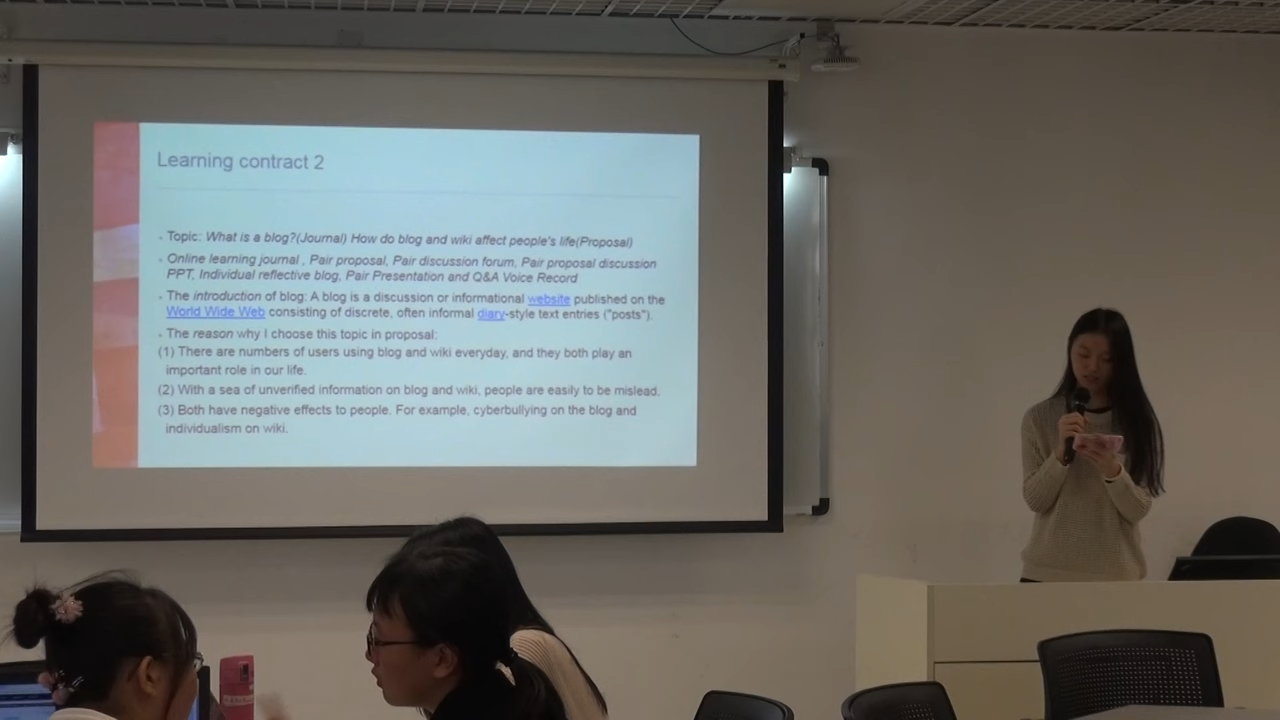 Learning contract 2
- Topic: What is a blog?(Journal) How do blog and wiki affect people's life(Proposal)
- Online learning journal , Pair proposal, Pair discussion forum, Pair proposal discussion
PPT, Individual reflective blog, Pair Presentation and Q&A Voice Record
- The introduction of blog: A blog is a discussion or informational website published on the
World Wide Web consisting of discrete, often informal diary-style text entries ("posts").
- The reason why I choose this topic in proposal:
(1) There are numbers of users using blog and wiki everyday, and they both play an
important role in our life.
(2) With a sea of unverified information on blog and wiki, people are easily to be mislead.
(3) Both have negative effects to people. For example, cyberbullying on the blog and
individualism on wiki.